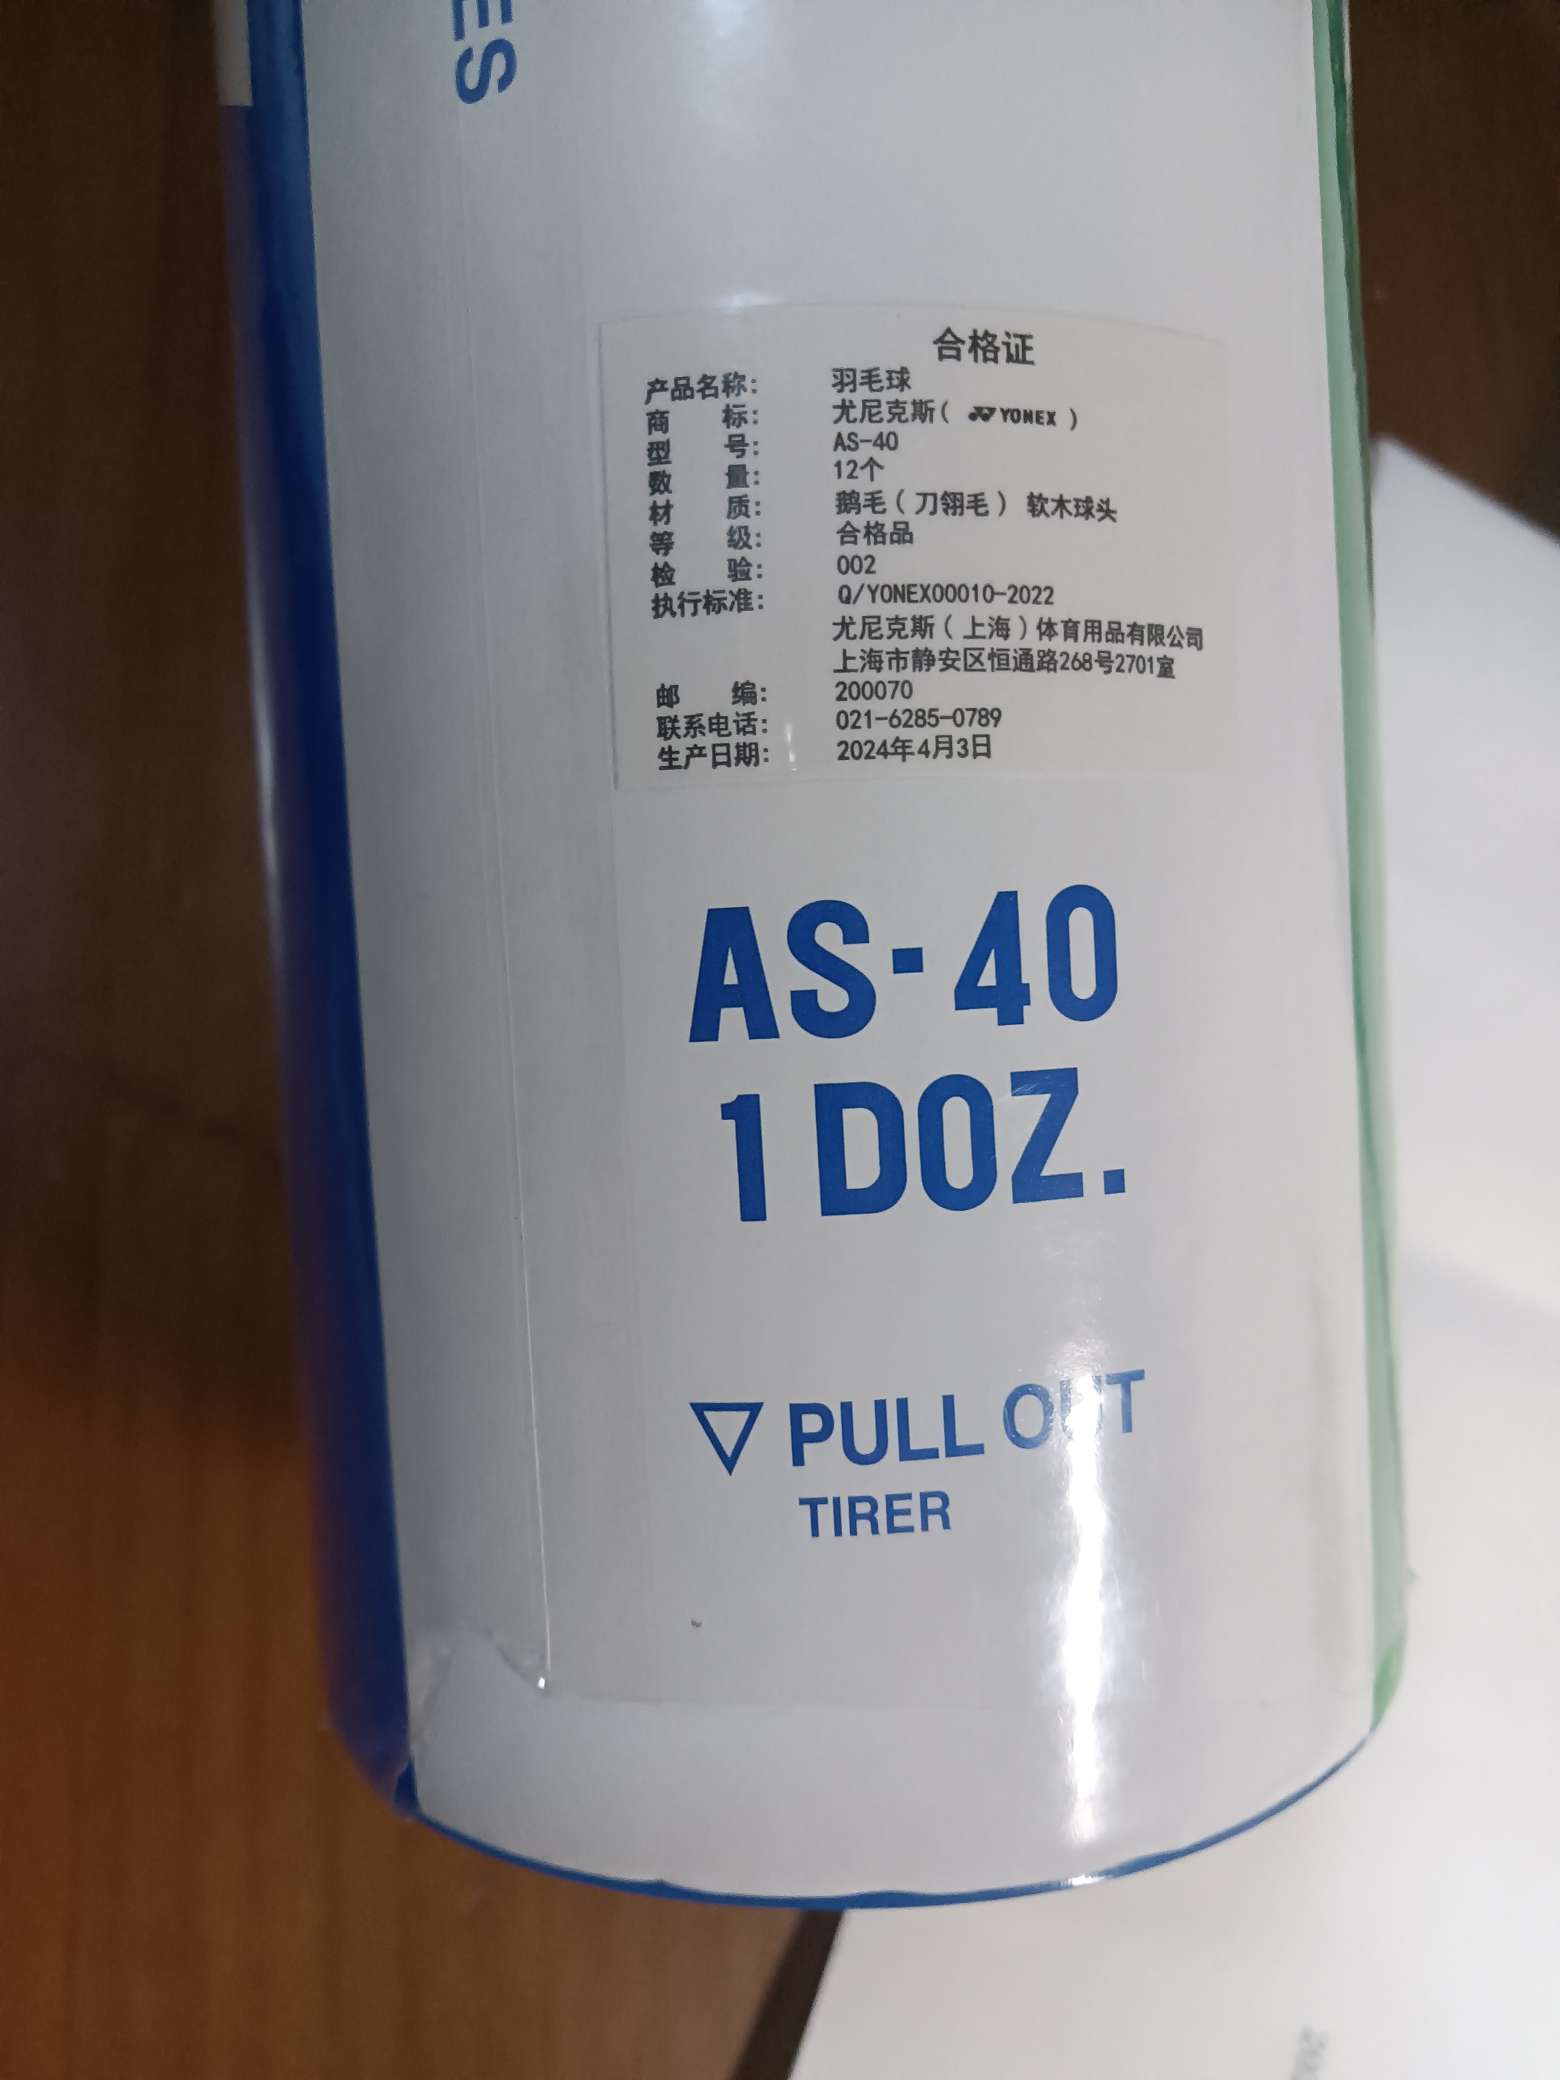 ES
合格证
产品名称： 羽毛球
商标： 尤尼克斯（ YONEX ）
型号： AS-40
数量： 12个
材质： 鹅毛（刀翎毛） 软木球头
等级： 合格品
检验： 002
执行标准： Q/YONEX00010-2022
尤尼克斯（上海）体育用品有限公司
上海市静安区恒通路268号2701室
邮编： 200070
联系电话： 021-6285-0789
生产日期： 2024年4月3日
AS-40
1 DOZ.
▽ PULL OUT
TIRER